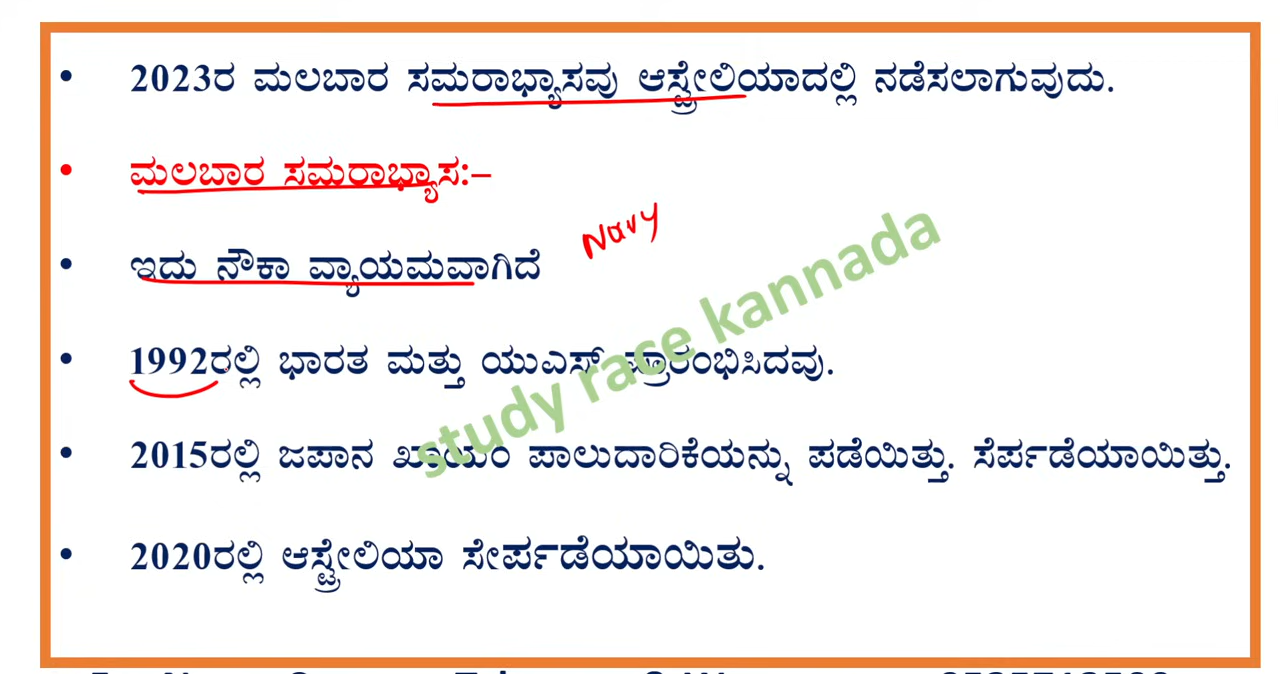 • 2023ರ ಮಲಬಾರ ಸಮರಾಭ್ಯಾಸವು ಆಸ್ಟ್ರೇಲಿಯಾದಲ್ಲಿ ನಡೆಸಲಾಗುವುದು.
• ಮಲಬಾರ ಸಮರಾಭ್ಯಾಸ:–
• ಇದು ನೌಕಾ ವ್ಯಾಯಮವಾಗಿದೆ
Navy
• 1992ರಲ್ಲಿ ಭಾರತ ಮತ್ತು ಯುಎಸ್ ಪ್ರಾರಂಭಿಸಿದವು.
• 2015ರಲ್ಲಿ ಜಪಾನ ಖಾಯಂ ಪಾಲುದಾರಿಕೆಯನ್ನು ಪಡೆಯಿತ್ತು. ಸೆರ್ಪಡೆಯಾಯಿತ್ತು.
• 2020ರಲ್ಲಿ ಆಸ್ಟ್ರೇಲಿಯಾ ಸೇರ್ಪಡೆಯಾಯಿತು.
study race kannada